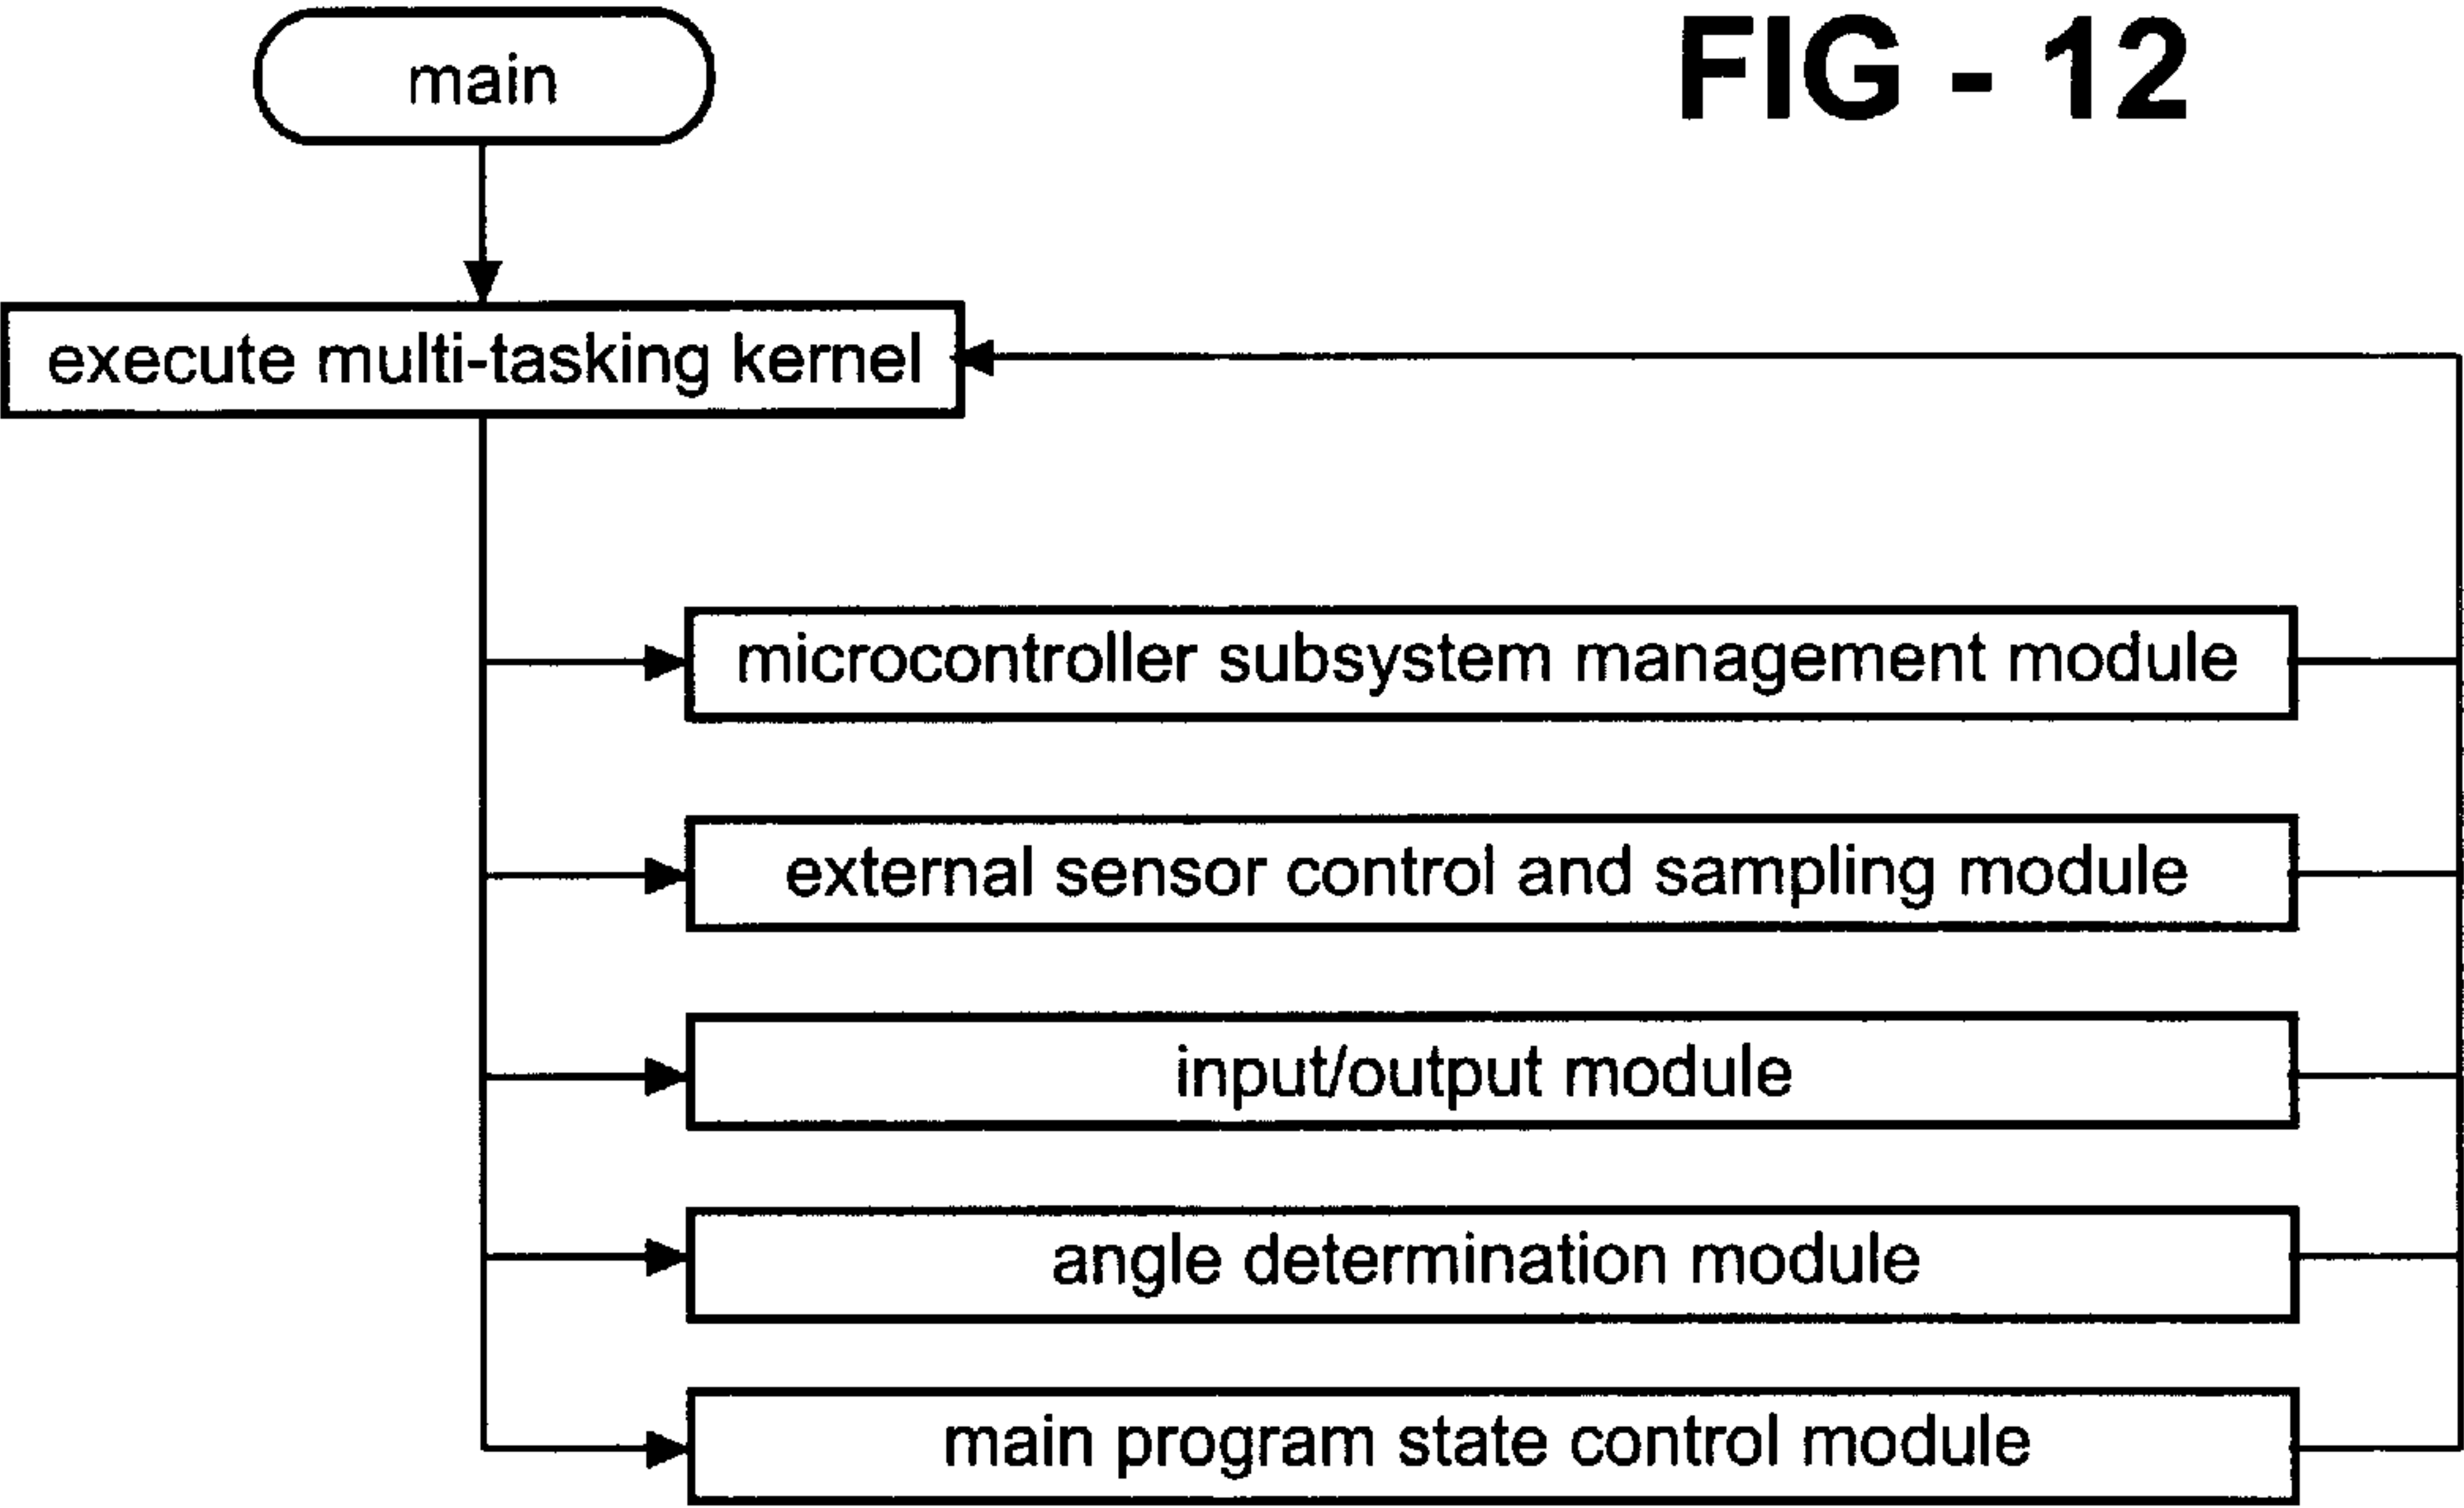 main
FIG - 12
execute multi-tasking kernel
microcontroller subsystem management module
external sensor control and sampling module
input/output module
angle determination module
main program state control module